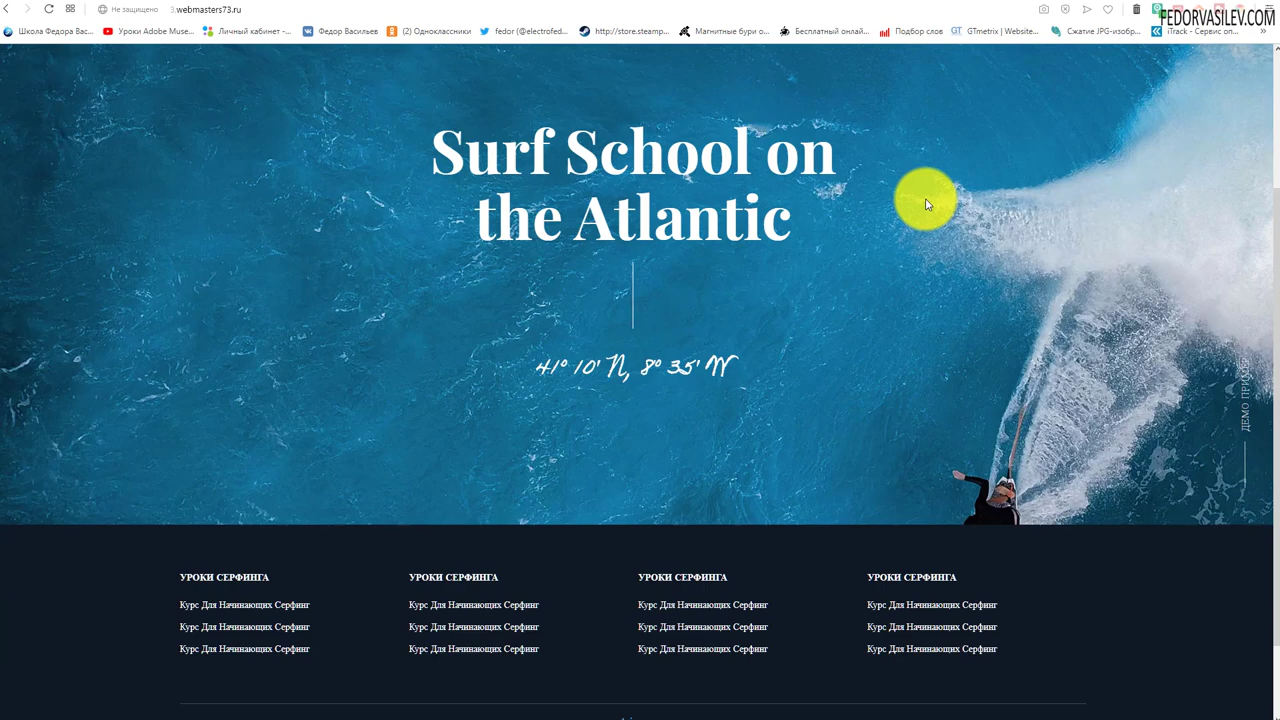 Не защищено
3.webmasters73.ru
FEDORVASILEV.COM
Школа Федора Вас...
Уроки Adobe Muse...
Личный кабинет -...
Федор Васильев
(2) Одноклассники
fedor (@electrofed...
http://store.steamp...
Магнитные бури о...
Бесплатный онлай...
Подбор слов
GTmetrix | Website...
Сжатие JPG-изобр...
iTrack - Сервис оп...
Surf School on
the Atlantic
41° 10' N, 8° 35' W
УРОКИ СЕРФИНГА
Курс Для Начинающих Серфинг
Курс Для Начинающих Серфинг
Курс Для Начинающих Серфинг
УРОКИ СЕРФИНГА
Курс Для Начинающих Серфинг
Курс Для Начинающих Серфинг
Курс Для Начинающих Серфинг
УРОКИ СЕРФИНГА
Курс Для Начинающих Серфинг
Курс Для Начинающих Серфинг
Курс Для Начинающих Серфинг
УРОКИ СЕРФИНГА
Курс Для Начинающих Серфинг
Курс Для Начинающих Серфинг
Курс Для Начинающих Серфинг
ДЕМО